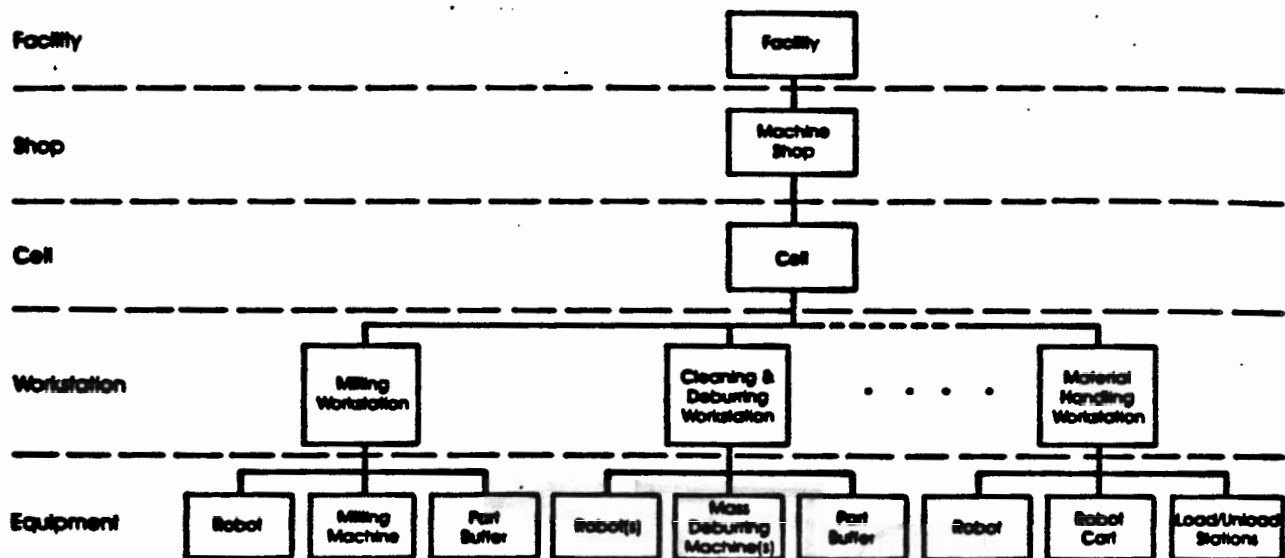 Facility
Facility
Shop
Machine
Shop
Cell
Cell
Workstation
Milling
Workstation
Cleaning &
Deburring
Workstation
Material
Handling
Workstation
Equipment
Robot
Milling
Machine
Part
Buffer
Robot(s)
Mass
Deburring
Machine(s)
Part
Buffer
Robot
Robot
Cart
Load/Unload
Stations